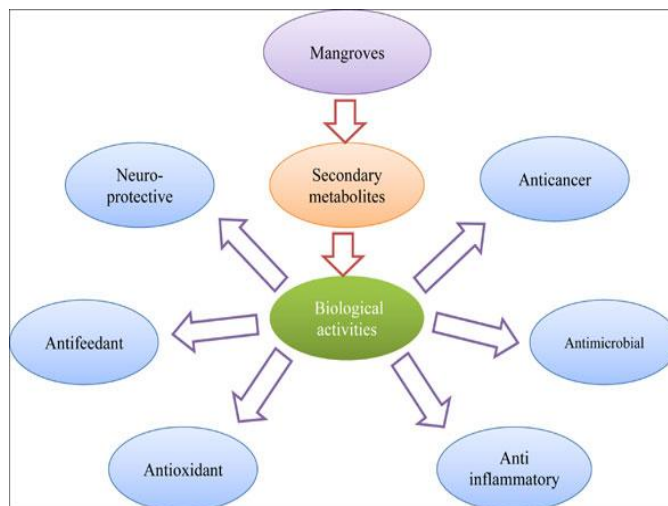 Mangroves
Neuro-
protective
Secondary
metabolites
Anticancer
Biological
activities
Antifeedant
Antimicrobial
Antioxidant
Anti
inflammatory